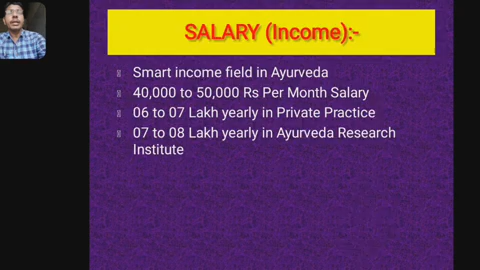 SALARY (Income):-
Smart income field in Ayurveda
40,000 to 50,000 Rs Per Month Salary
06 to 07 Lakh yearly in Private Practice
07 to 08 Lakh yearly in Ayurveda Research
Institute